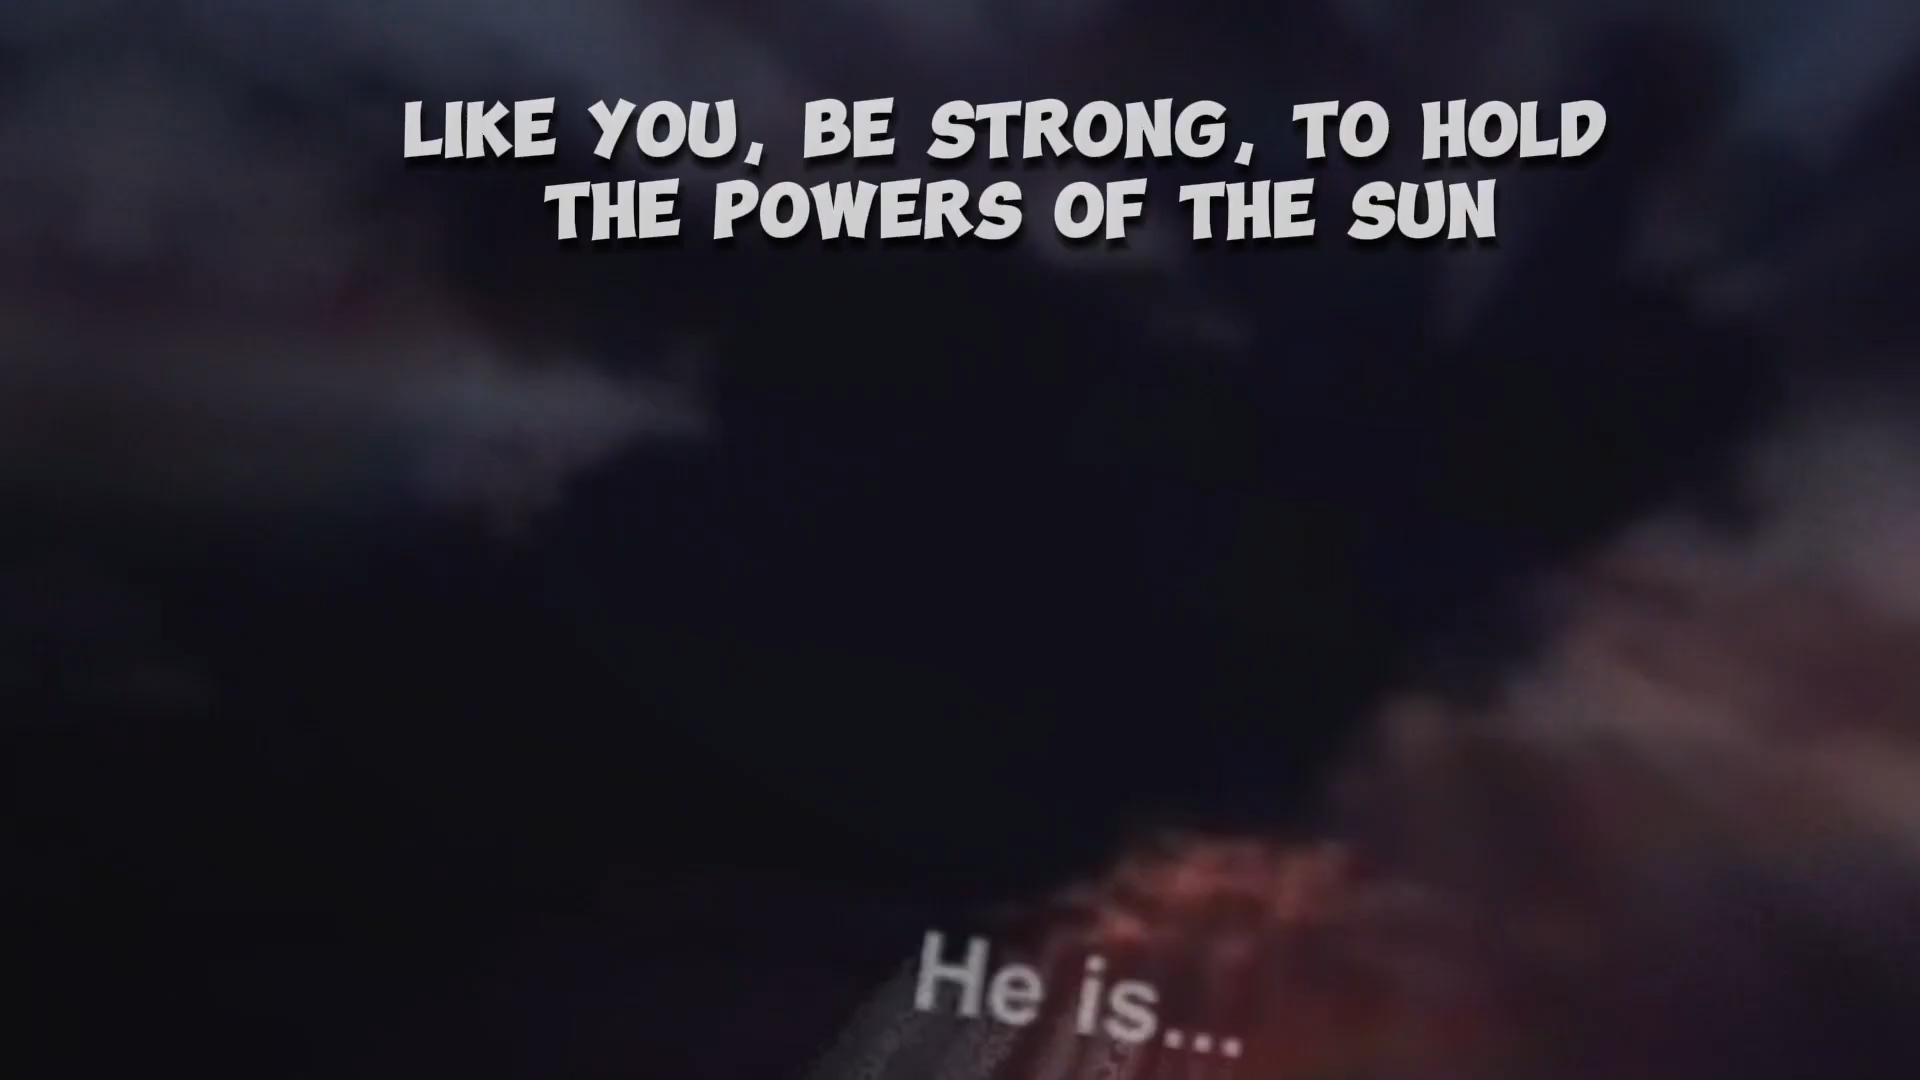 LIKE YOU, BE STRONG, TO HOLD
THE POWERS OF THE SUN
He is...